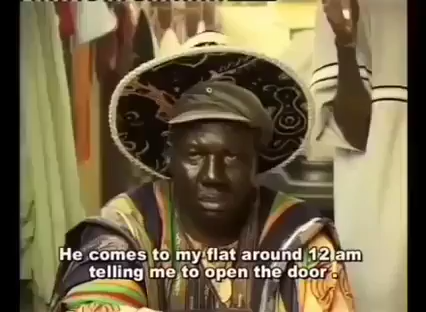 He comes to my flat around 12 am
telling me to open the door .